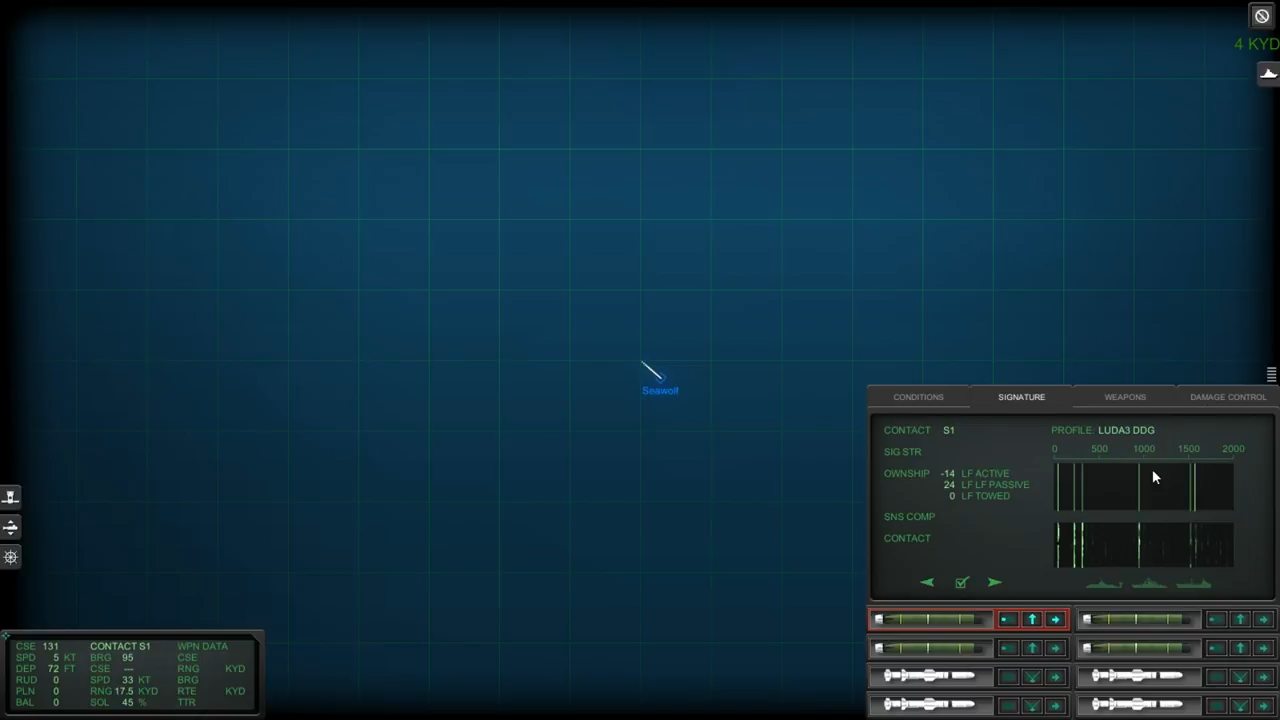 4 KYD
Seawolf
CONDITIONS SIGNATURE WEAPONS DAMAGE CONTROL
CONTACT S1 PROFILE: LUDA3 DDG
SIG STR 0 500 1000 1500 2000
OWNSHIP -14 LF ACTIVE
24 LF LF PASSIVE
0 LF TOWED
SNS COMP
CONTACT
CSE 131 CONTACT S1 WPN DATA
SPD 5 KT BRG 95 CSE
DEP 72 FT CSE --- RNG KYD
RUD 0 SPD 33 KT BRG
PLN 0 RNG 17.5 KYD RTE KYD
BAL 0 SOL 45 % TTR